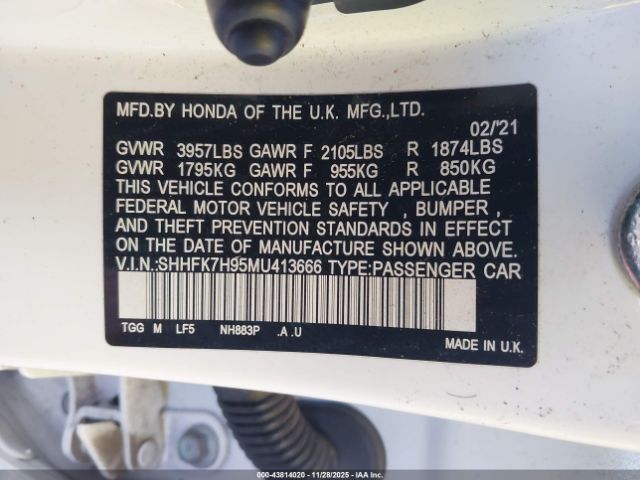 MFD.BY HONDA OF THE U.K. MFG.,LTD.
02/'21
GVWR 3957LBS GAWR F 2105LBS R 1874LBS
GVWR 1795KG GAWR F 955KG R 850KG
THIS VEHICLE CONFORMS TO ALL APPLICABLE
FEDERAL MOTOR VEHICLE SAFETY , BUMPER ,
AND THEFT PREVENTION STANDARDS IN EFFECT
ON THE DATE OF MANUFACTURE SHOWN ABOVE.
V.I.N.:SHHFK7H95MU413666 TYPE:PASSENGER CAR
TGG M LF5 NH883P .A .U
MADE IN U.K.
000-43814020 | 11/28/2025 - IAA Inc.